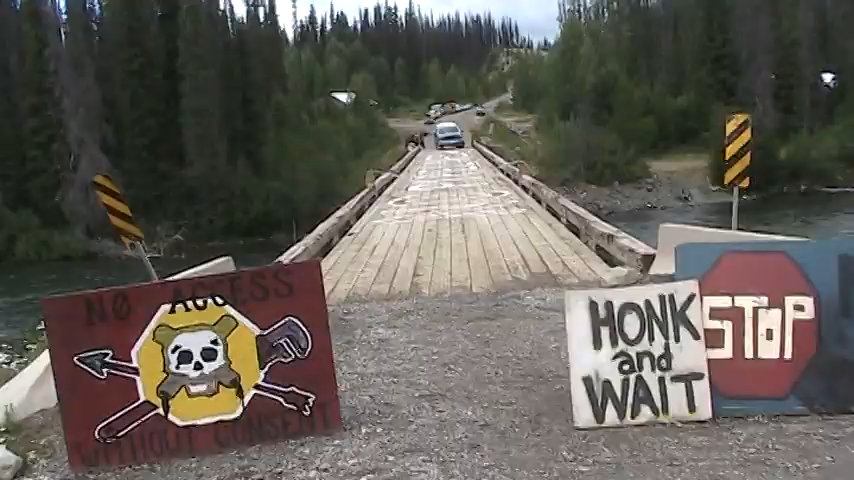 NO ACCESS
WITHOUT CONSENT
HONK
and
WAIT
STOP